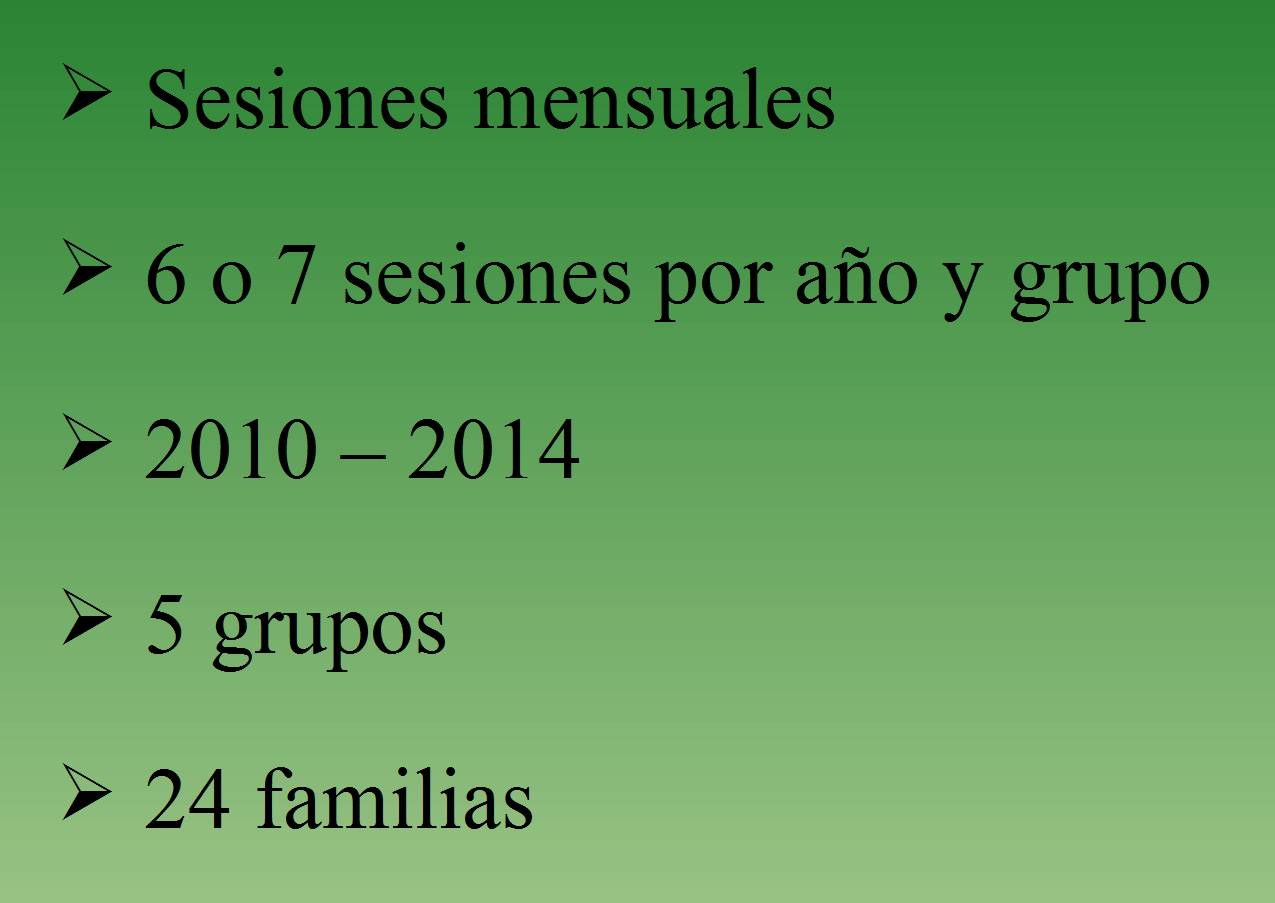 ➢ Sesiones mensuales
➢ 6 o 7 sesiones por año y grupo
➢ 2010 – 2014
➢ 5 grupos
➢ 24 familias